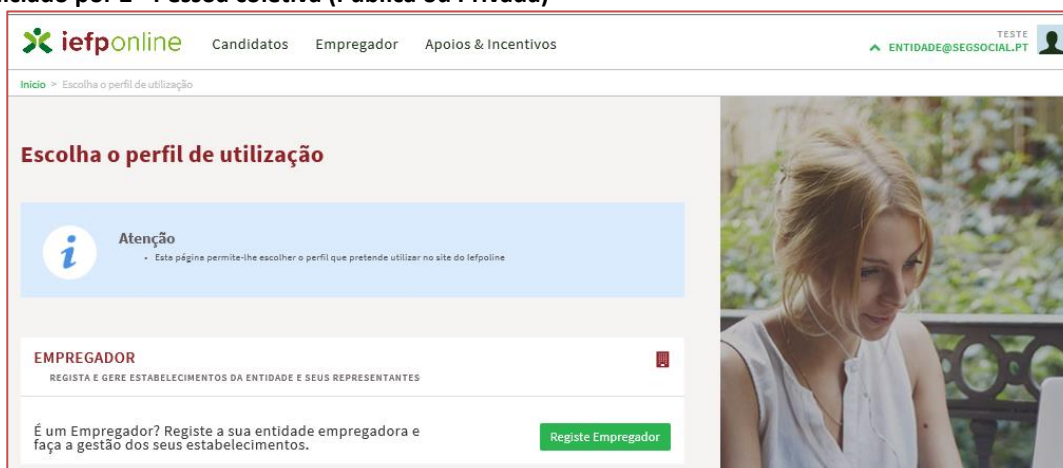 iefponline Candidatos Empregador Apoios & Incentivos
TESTE
ENTIDADE@SEGSOCIAL.PT
Início > Escolha o perfil de utilização
Escolha o perfil de utilização
Atenção
• Esta página permite-lhe escolher o perfil que pretende utilizar no site do Iefpoline
EMPREGADOR
REGISTA E GERE ESTABELECIMENTOS DA ENTIDADE E SEUS REPRESENTANTES
É um Empregador? Registe a sua entidade empregadora e
faça a gestão dos seus estabelecimentos.
Registe Empregador